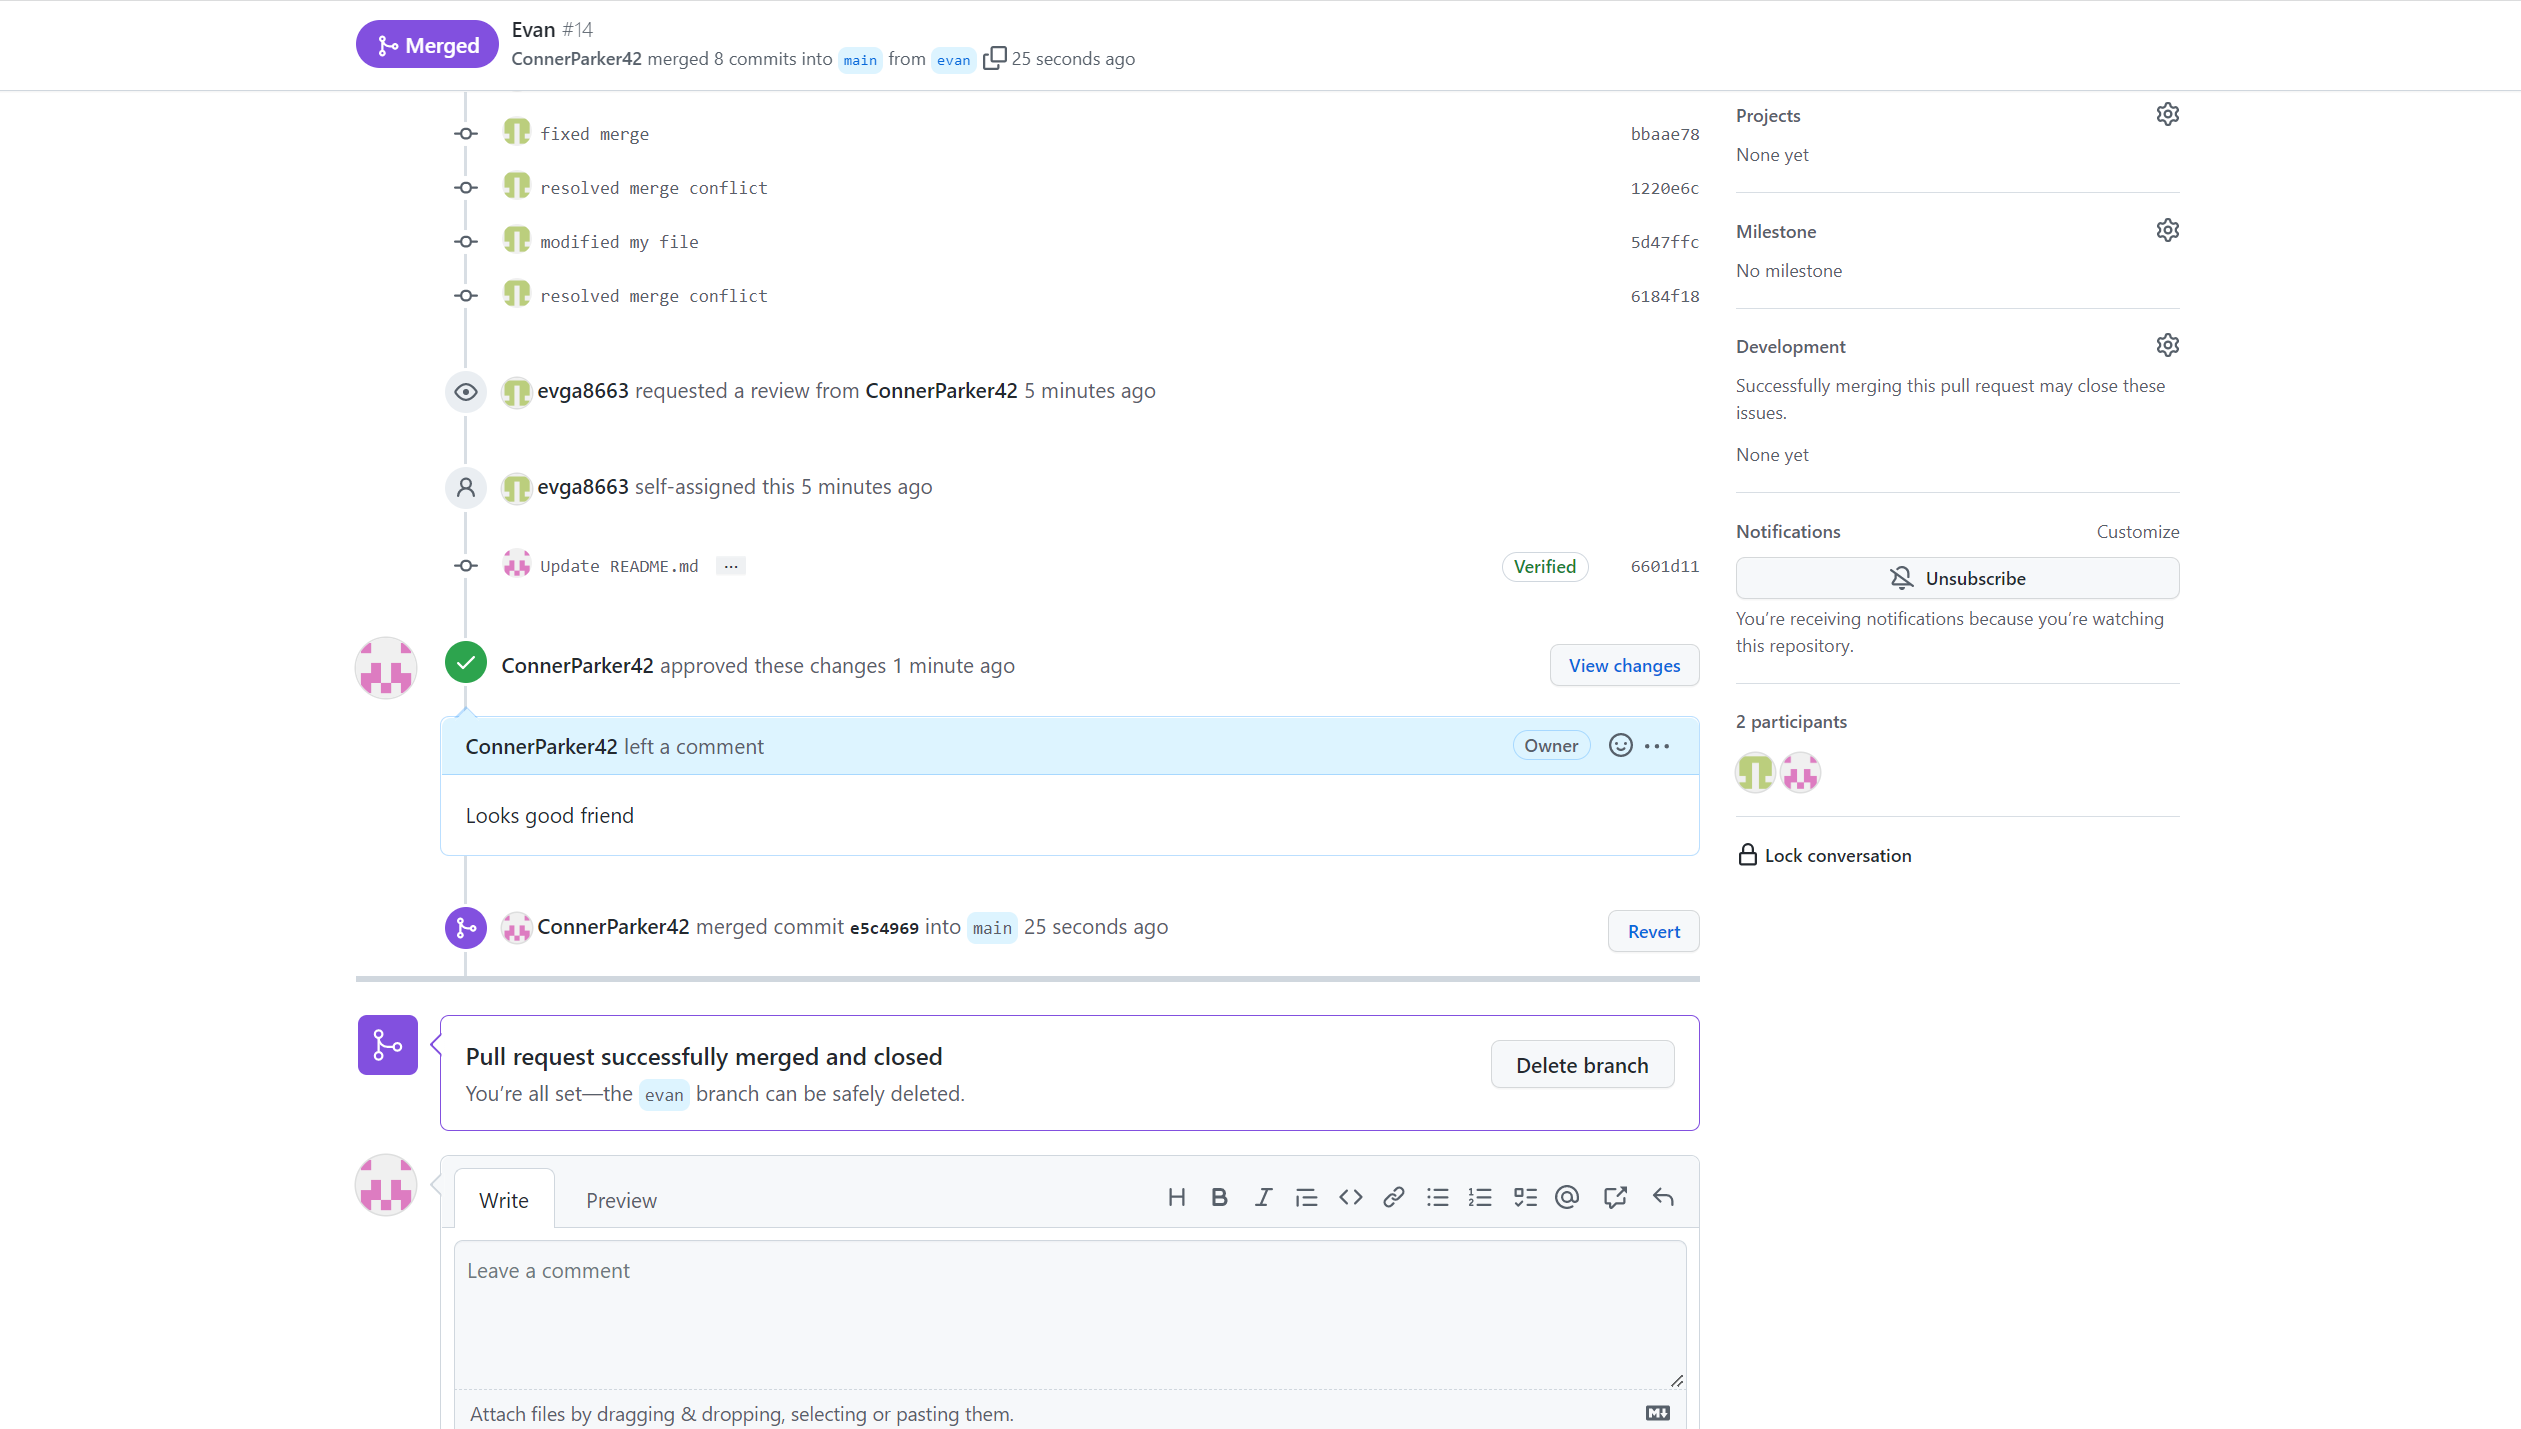 Merged
Evan #14
ConnerParker42 merged 8 commits into main from evan 25 seconds ago
fixed merge bbaae78
resolved merge conflict 1220e6c
modified my file 5d47ffc
resolved merge conflict 6184f18
evga8663 requested a review from ConnerParker42 5 minutes ago
evga8663 self-assigned this 5 minutes ago
Update README.md ... Verified 6601d11
ConnerParker42 approved these changes 1 minute ago View changes
ConnerParker42 left a comment Owner
Looks good friend
ConnerParker42 merged commit e5c4969 into main 25 seconds ago Revert
Pull request successfully merged and closed
You're all set—the evan branch can be safely deleted.
Delete branch
Write Preview
Leave a comment
Attach files by dragging & dropping, selecting or pasting them.
Projects
None yet
Milestone
No milestone
Development
Successfully merging this pull request may close these
issues.
None yet
Notifications Customize
Unsubscribe
You're receiving notifications because you're watching
this repository.
2 participants
Lock conversation